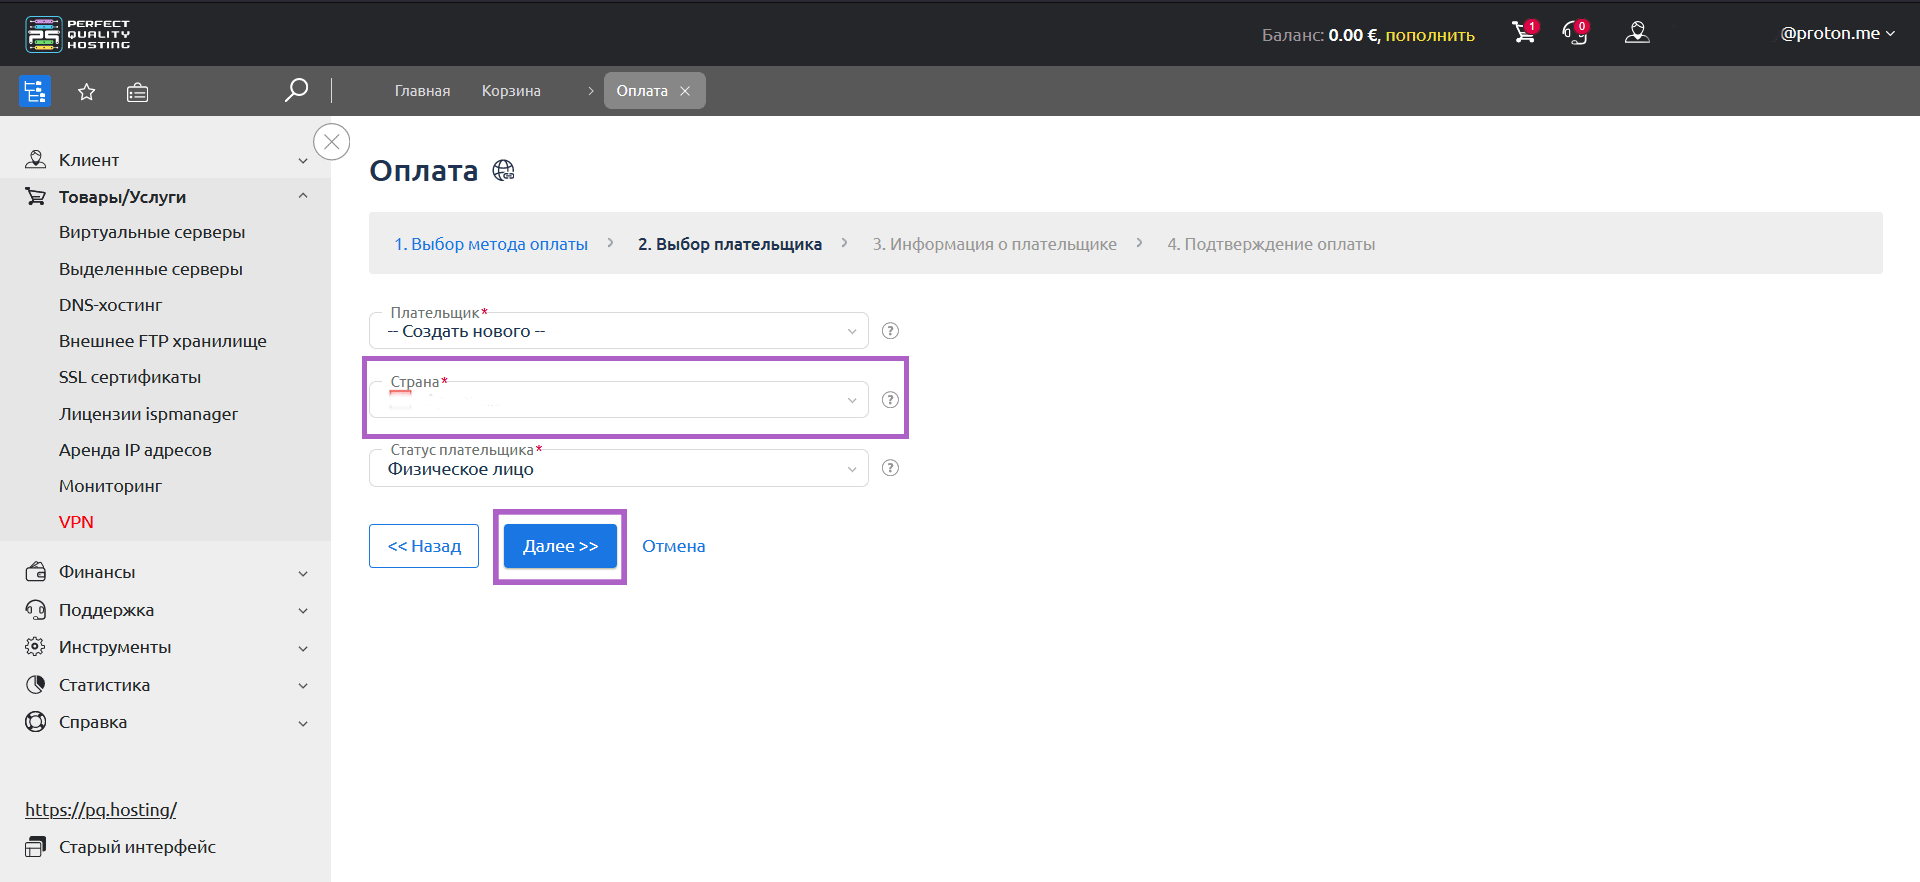 PERFECT
QUALITY
HOSTING
Баланс: 0.00 €, пополнить
1
0
@proton.me
Главная
Корзина
Оплата
Клиент
Товары/Услуги
Виртуальные серверы
Выделенные серверы
DNS-хостинг
Внешнее FTP хранилище
SSL сертификаты
Лицензии ispmanager
Аренда IP адресов
Мониторинг
VPN
Финансы
Поддержка
Инструменты
Статистика
Справка
https://pq.hosting/
Старый интерфейс
Оплата
1. Выбор метода оплаты
2. Выбор плательщика
3. Информация о плательщике
4. Подтверждение оплаты
Плательщик*
-- Создать нового --
?
Страна*
?
Статус плательщика*
Физическое лицо
?
<< Назад
Далее >>
Отмена